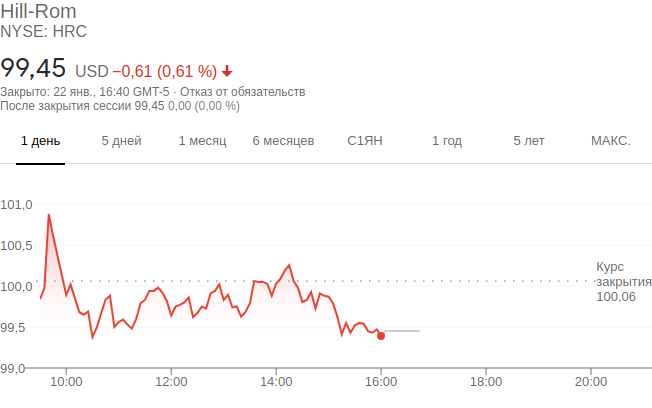 Hill-Rom
NYSE: HRC
99,45 USD −0,61 (0,61 %)
Закрыто: 22 янв., 16:40 GMT-5 · Отказ от обязательств
После закрытия сессии 99,45 0,00 (0,00 %)
1 день 5 дней 1 месяц 6 месяцев С1ЯН 1 год 5 лет МАКС.
101,0
100,5
100,0
99,5
99,0
Курс
закрытия
100,06
10:00 12:00 14:00 16:00 18:00 20:00